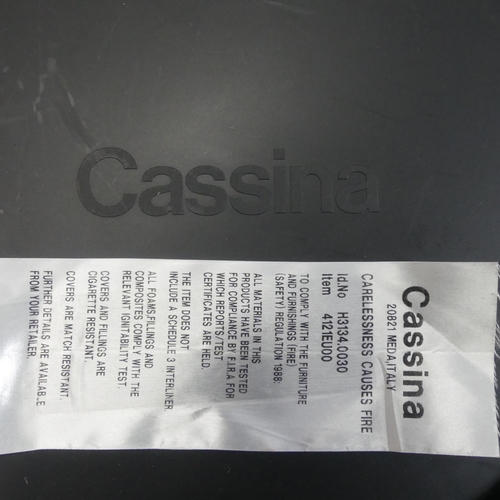 Cassina
Cassina
20821 MEDA,ITALY
CARELESSNESS CAUSES FIRE
Id.No H3134.0030
Item 4121EU00
TO COMPLY WITH THE FURNITURE
AND FURNISHINGS (FIRE)
(SAFETY) REGULATION 1988:
ALL MATERIALS IN THIS
PRODUCTS HAVE BEEN TESTED
FOR COMPLIANCE BY F.I.R.A FOR
WHICH REPORTS/TEST
CERTIFICATES ARE HELD.
THE ITEM DOES NOT
INCLUDE A SCHEDULE 3 INTERLINER
ALL FOAMS,FILLINGS AND
COMPOSITES COMPLY WITH THE
RELEVANT IGNITABILITY TEST.
COVERS AND FILLINGS ARE
CIGARETTE RESISTANT.
COVERS ARE MATCH RESISTANT.
FURTHER DETAILS ARE AVAILABLE
FROM YOUR RETAILER.